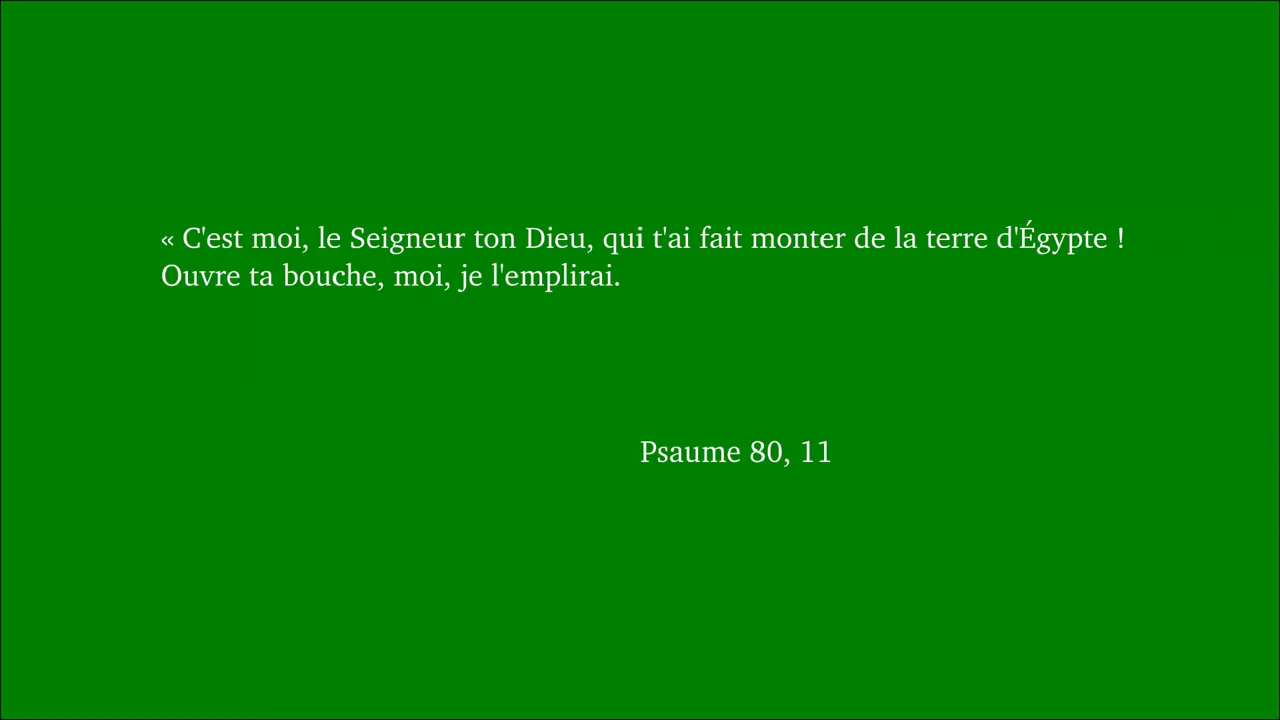 « C'est moi, le Seigneur ton Dieu, qui t'ai fait monter de la terre d'Égypte !
Ouvre ta bouche, moi, je l'emplirai.
Psaume 80, 11